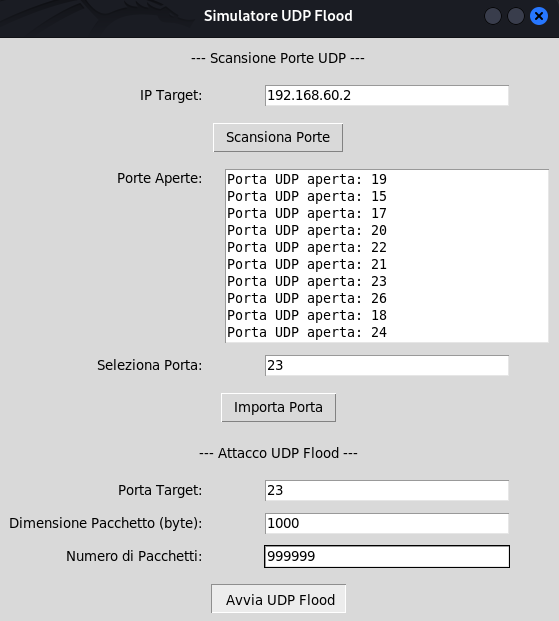 Simulatore UDP Flood
--- Scansione Porte UDP ---
IP Target: 192.168.60.2
Scansiona Porte
Porte Aperte:
Porta UDP aperta: 19
Porta UDP aperta: 15
Porta UDP aperta: 17
Porta UDP aperta: 20
Porta UDP aperta: 22
Porta UDP aperta: 21
Porta UDP aperta: 23
Porta UDP aperta: 26
Porta UDP aperta: 18
Porta UDP aperta: 24
Seleziona Porta: 23
Importa Porta
--- Attacco UDP Flood ---
Porta Target: 23
Dimensione Pacchetto (byte): 1000
Numero di Pacchetti: 999999
Avvia UDP Flood